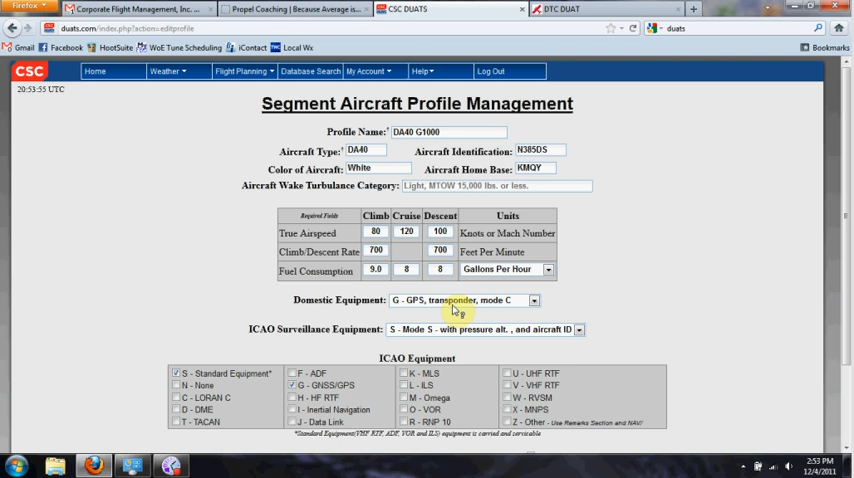 Firefox
Corporate Flight Management, Inc. ...
Propel Coaching | Because Average is...
CSC DUATS
DTC DUAT
duats.com/index.php?action=editprofile
duats
Gmail Facebook HootSuite WoE Tune Scheduling iContact Local Wx Bookmarks
CSC Home Weather Flight Planning Database Search My Account Help Log Out
20:53:55 UTC
Segment Aircraft Profile Management
Profile Name:† DA40 G1000
Aircraft Type:† DA40 Aircraft Identification: N385DS
Color of Aircraft: White Aircraft Home Base: KMQY
Aircraft Wake Turbulance Category: Light, MTOW 15,000 lbs. or less.
Required Fields Climb Cruise Descent Units
True Airspeed 80 120 100 Knots or Mach Number
Climb/Descent Rate 700 700 Feet Per Minute
Fuel Consumption 9.0 8 8 Gallons Per Hour
Domestic Equipment: G - GPS, transponder, mode C
ICAO Surveillance Equipment: S - Mode S - with pressure alt. , and aircraft ID
ICAO Equipment
S - Standard Equipment* F - ADF K - MLS U - UHF RTF
N - None G - GNSS/GPS L - ILS V - VHF RTF
C - LORAN C H - HF RTF M - Omega W - RVSM
D - DME I - Inertial Navigation O - VOR X - MNPS
T - TACAN J - Data Link R - RNP 10 Z - Other - Use Remarks Section and NAV/
*Standard Equipment(VHF RTF, ADF, VOR and ILS) equipment is carried and servicable
2:53 PM
12/4/2011